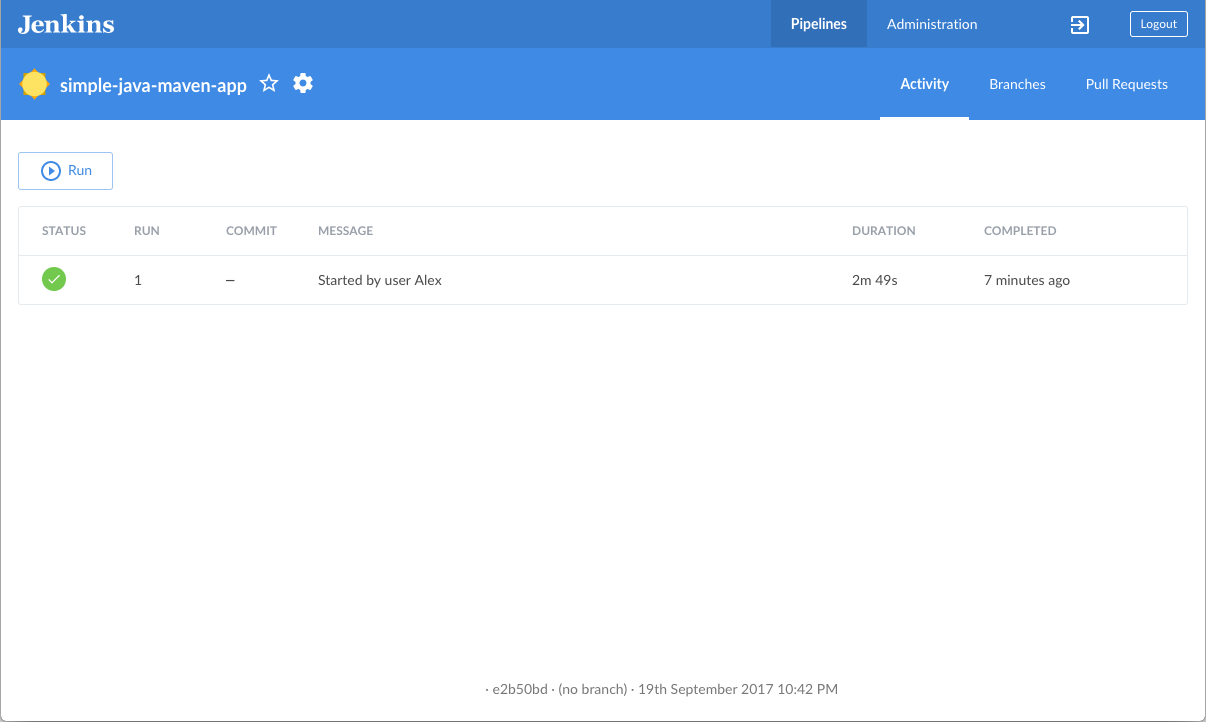 Jenkins Pipelines Administration Logout
simple-java-maven-app Activity Branches Pull Requests
Run
STATUS RUN COMMIT MESSAGE DURATION COMPLETED
1 — Started by user Alex 2m 49s 7 minutes ago
· e2b50bd · (no branch) · 19th September 2017 10:42 PM